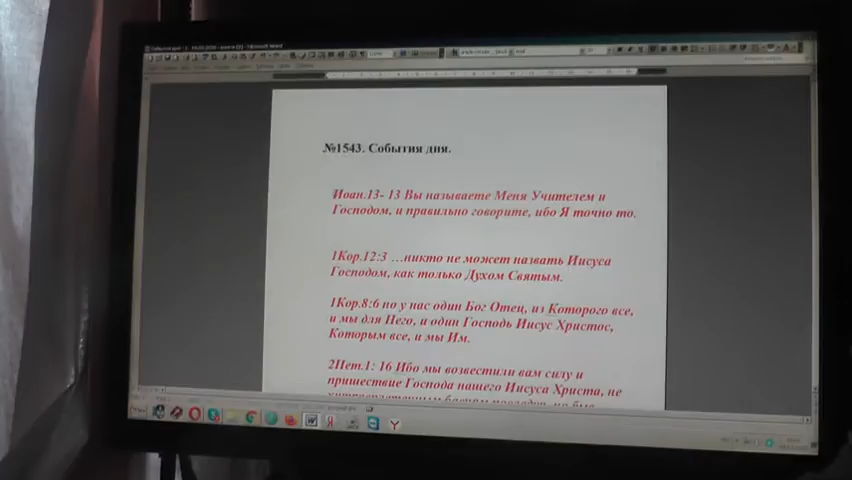 №1543. События дня.
Иоан.13- 13 Вы называете Меня Учителем и
Господом, и правильно говорите, ибо Я точно то.
1Кор.12:3 …никто не может назвать Иисуса
Господом, как только Духом Святым.
1Кор.8:6 но у нас один Бог Отец, из Которого все,
и мы для Него, и один Господь Иисус Христос,
Которым все, и мы Им.
2Пет.1: 16 Ибо мы возвестили вам силу и
пришествие Господа нашего Иисуса Христа, не